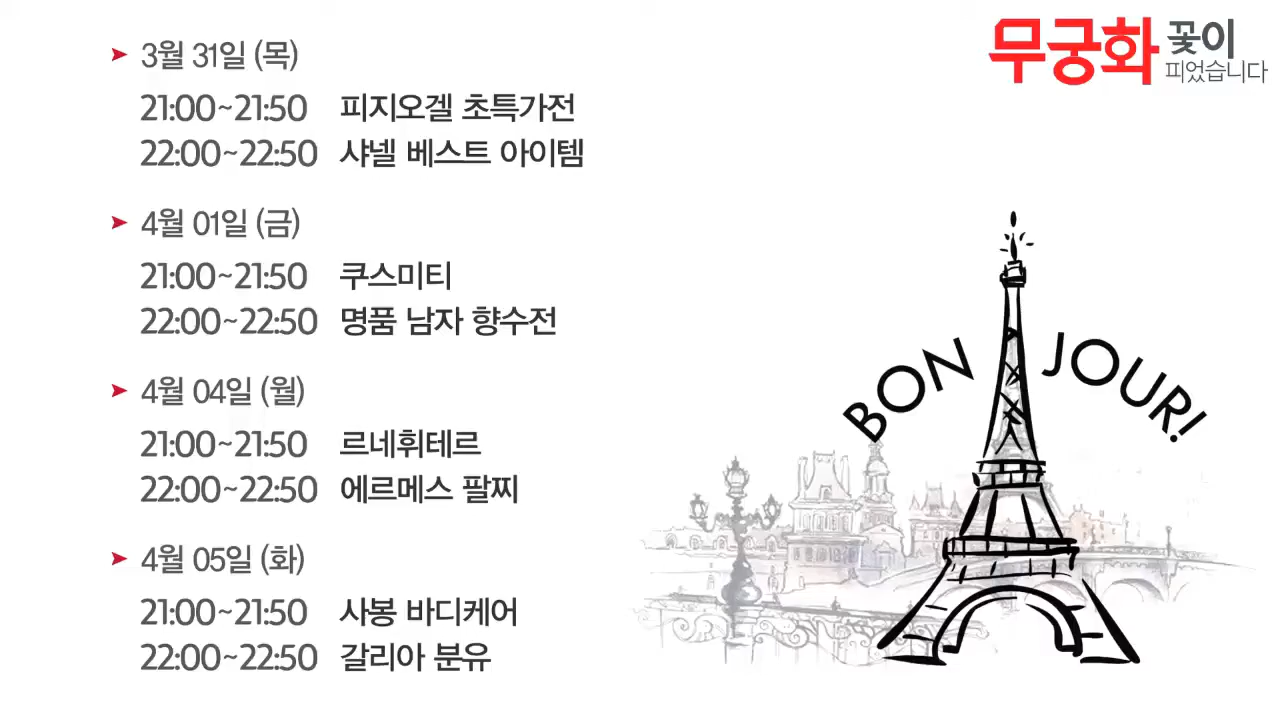 무궁화 꽃이
피었습니다
3월 31일 (목)
21:00~21:50 피지오겔 초특가전
22:00~22:50 샤넬 베스트 아이템
4월 01일 (금)
21:00~21:50 쿠스미티
22:00~22:50 명품 남자 향수전
4월 04일 (월)
21:00~21:50 르네휘테르
22:00~22:50 에르메스 팔찌
4월 05일 (화)
21:00~21:50 사봉 바디케어
22:00~22:50 갈리아 분유
BON JOUR!